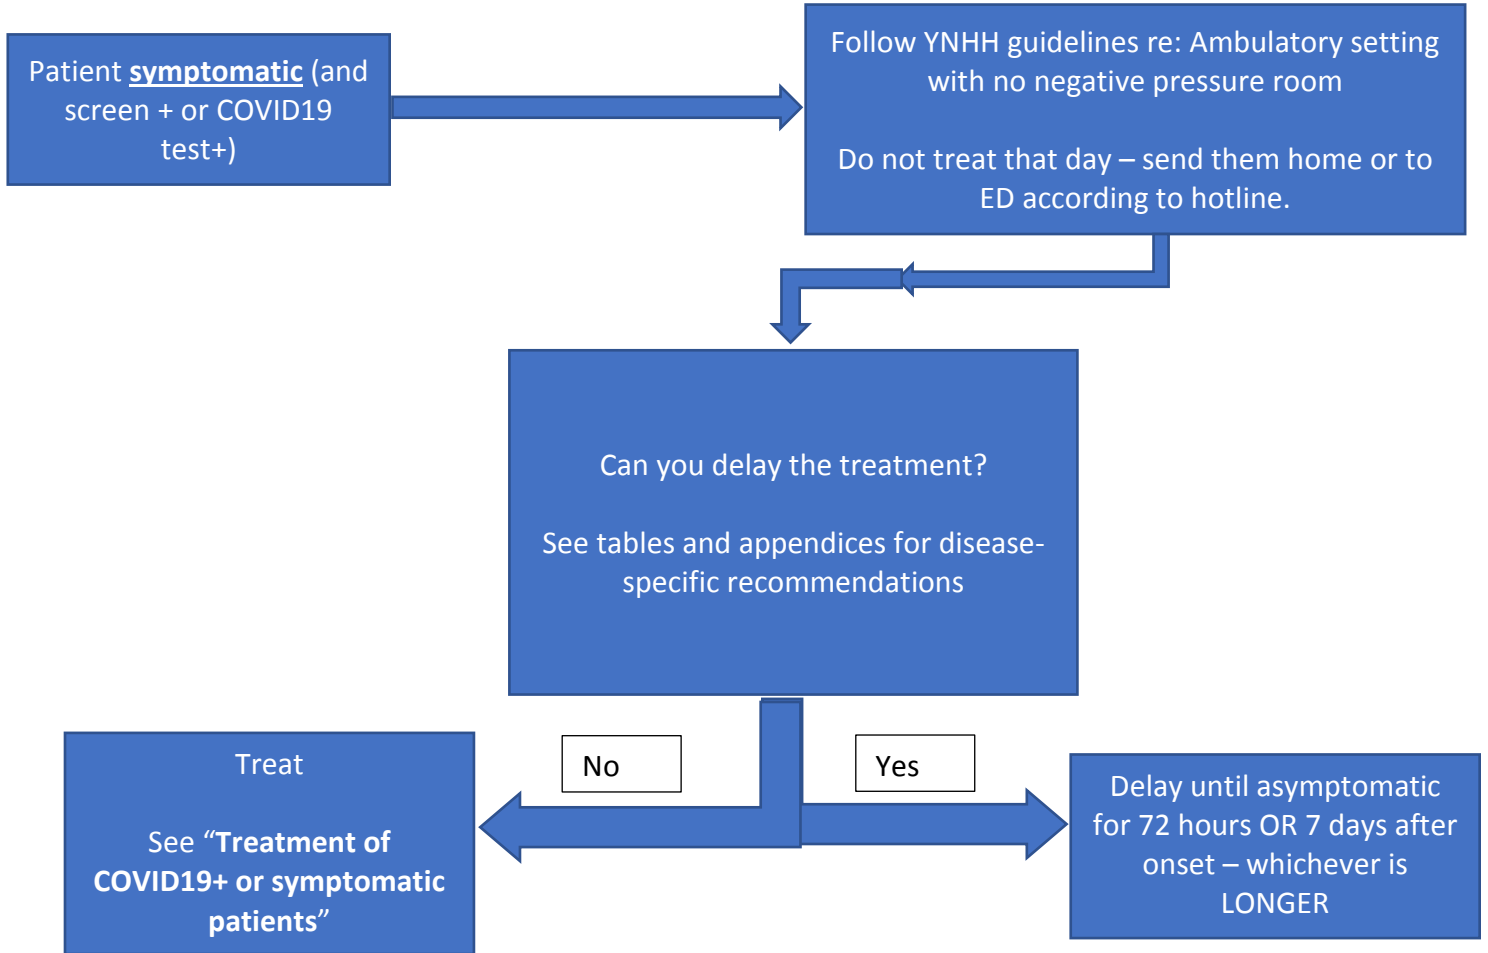 Patient symptomatic (and
screen + or COVID19
test+)
Follow YNHH guidelines re: Ambulatory setting
with no negative pressure room
Do not treat that day – send them home or to
ED according to hotline.
Can you delay the treatment?
See tables and appendices for disease-
specific recommendations
No
Yes
Treat
See “Treatment of
COVID19+ or symptomatic
patients”
Delay until asymptomatic
for 72 hours OR 7 days after
onset – whichever is
LONGER